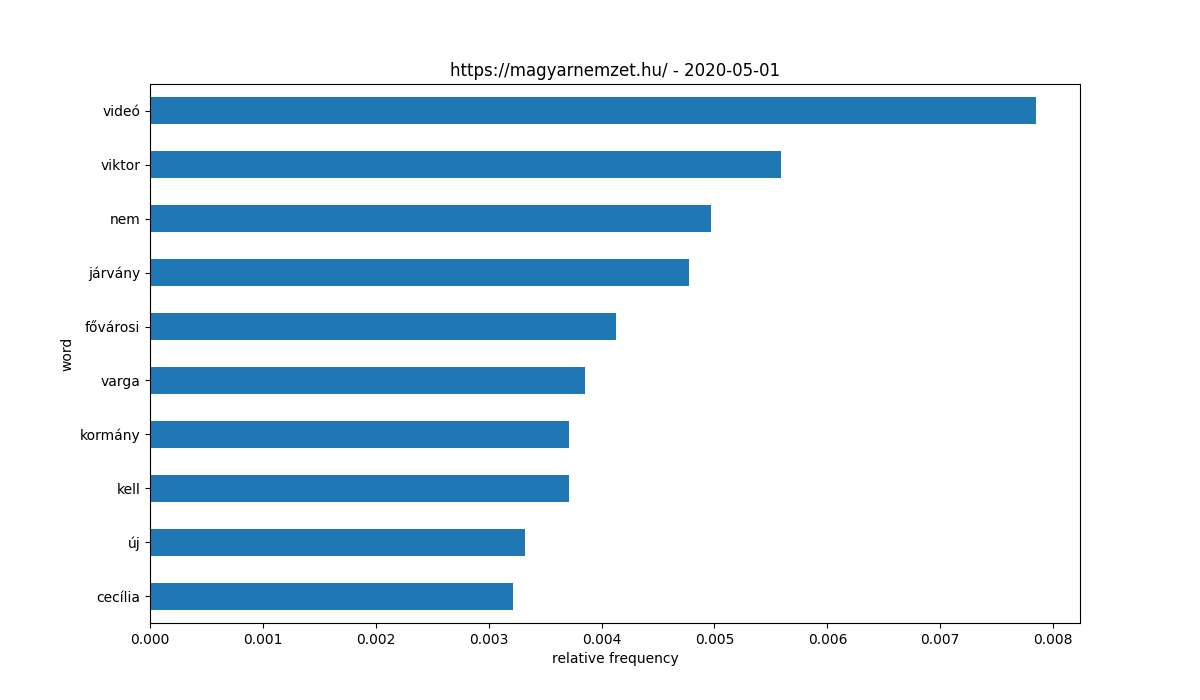 https://magyarnemzet.hu/ - 2020-05-01
videó
viktor
nem
járvány
fővárosi
varga
kormány
kell
új
cecília
word
0.000 0.001 0.002 0.003 0.004 0.005 0.006 0.007 0.008
relative frequency